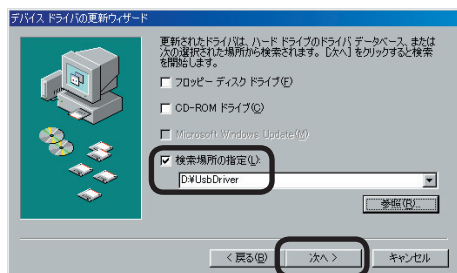 デバイス ドライバの更新ウィザード
更新されたドライバは、ハード ドライブのドライバ データベース、または
次の選択された場所から検索されます。[次へ] をクリックすると検索
を開始します。
フロッピー ディスク ドライブ(F)
CD-ROM ドライブ(C)
Microsoft Windows Update(M)
検索場所の指定(L):
D:¥UsbDriver
参照(R)...
< 戻る(B)
次へ >
キャンセル